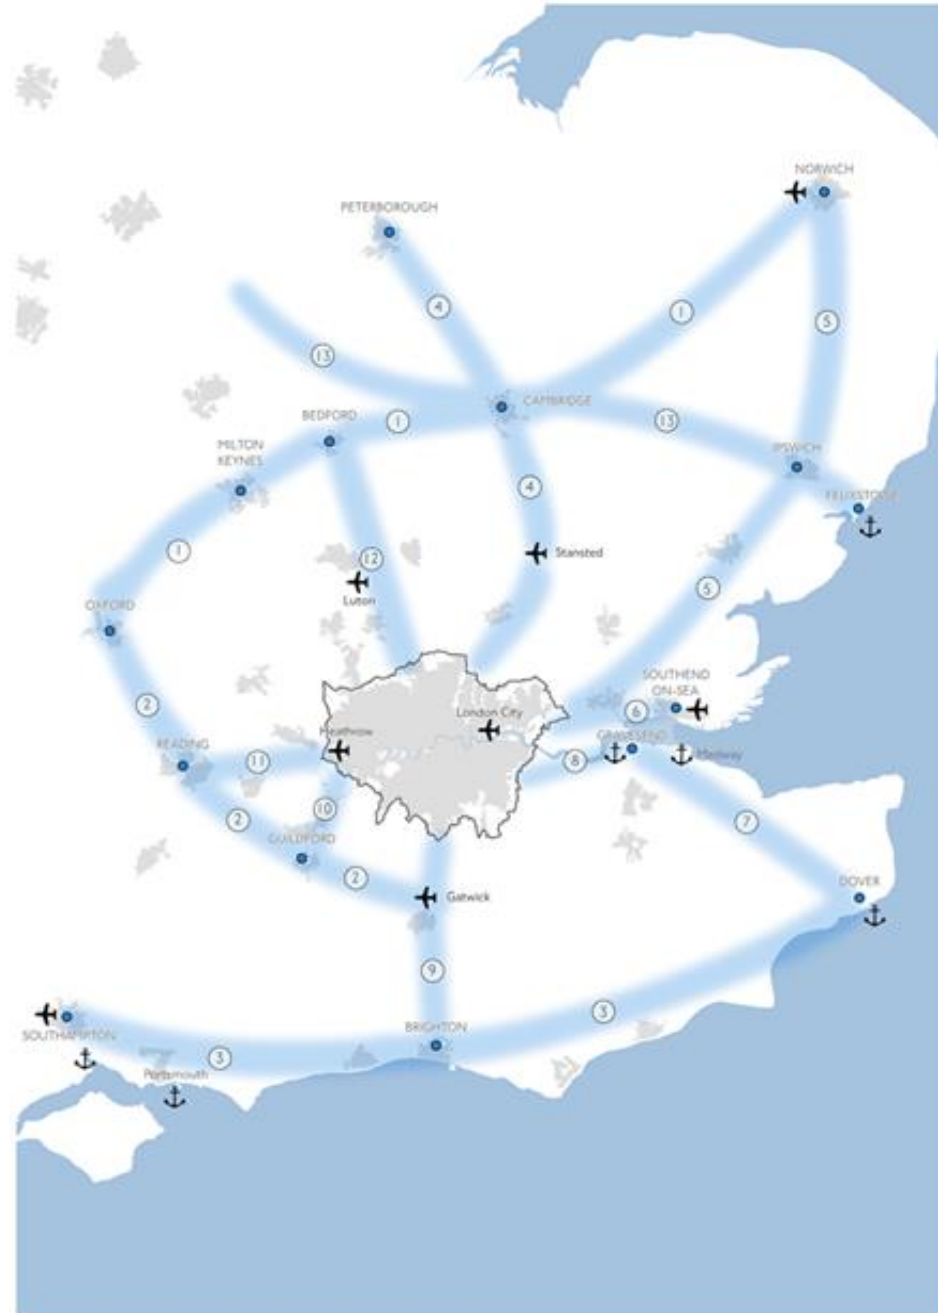 NORWICH
PETERBOROUGH
4
1
5
13
CAMBRIDGE
BEDFORD
1
13
MILTON
KEYNES
IPSWICH
4
FELIXSTOWE
1
Stansted
12
Luton
5
OXFORD
SOUTHEND
ON-SEA
2
London City
6
Heathrow
GRAVESEND
READING
11
8
Medway
10
2
7
GUILDFORD
2
DOVER
Gatwick
9
3
SOUTHAMPTON
BRIGHTON
3
Portsmouth